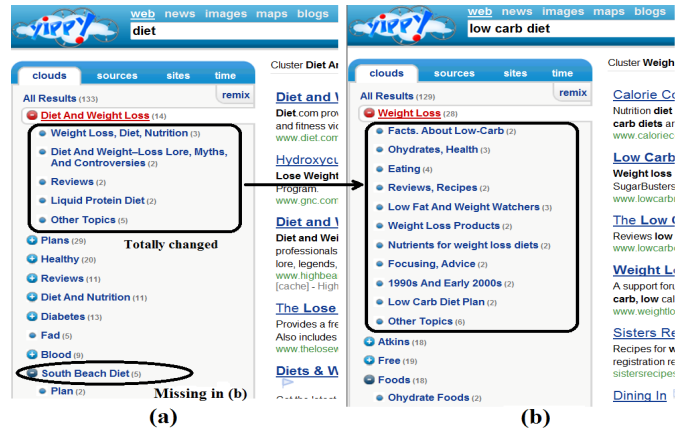 yippy!
web news images maps blogs
diet
clouds sources sites time
remix
All Results (133)
Diet And Weight Loss (14)
Weight Loss, Diet, Nutrition (3)
Diet And Weight–Loss Lore, Myths,
And Controversies (2)
Reviews (2)
Liquid Protein Diet (2)
Other Topics (5)
Totally changed
Plans (29)
Healthy (20)
Reviews (11)
Diet And Nutrition (11)
Diabetes (13)
Fad (5)
Blood (9)
South Beach Diet (5)
Plan (2)
Missing in (b)
Cluster Diet Ar
Diet and W
Diet.com prov
and fitness vic
www.diet.com
Hydroxycu
Lose Weight
Program.
www.gnc.com
Diet and W
Diet and Wei
professionals
lore, legends,
www.highbea
[cache] - High
The Lose
Provides a fre
Also includes
www.thelosew
Diets & W
(a)
yippy!
web news images maps blogs
low carb diet
clouds sources sites time
remix
All Results (129)
Weight Loss (28)
Facts. About Low-Carb (2)
Ohydrates, Health (3)
Eating (4)
Reviews, Recipes (2)
Low Fat And Weight Watchers (3)
Weight Loss Products (2)
Nutrients for weight loss diets (2)
Focusing, Advice (2)
1990s And Early 2000s (2)
Low Carb Diet Plan (2)
Other Topics (6)
Atkins (18)
Free (19)
Foods (18)
Ohydrate Foods (2)
Cluster Weigh
Calorie Co
Nutrition diet
carb diets ar
www.caloriec
Low Carb
Weight loss
SugarBusters
www.lowcarb
The Low C
Reviews low
www.lowcarb
Weight Lo
A support foru
carb, low cal
www.weightlo
Sisters Re
Recipes for w
registration re
sistersrecipes
Dining In
(b)